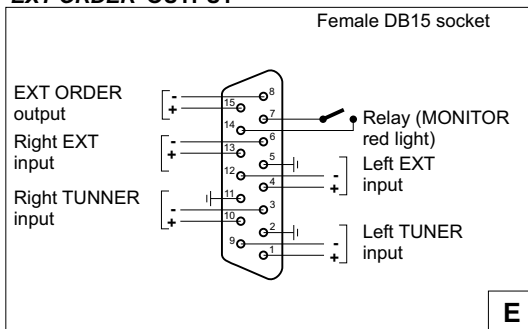 EXT ORDER OUTPUT
Female DB15 socket
EXT ORDER
output
-
+
Right EXT
input
-
+
Right TUNNER
input
-
+
8
15
7
14
6
13
5
12
4
11
3
10
2
9
1
Relay (MONITOR
red light)
-
+
Left EXT
input
-
+
Left TUNER
input
E